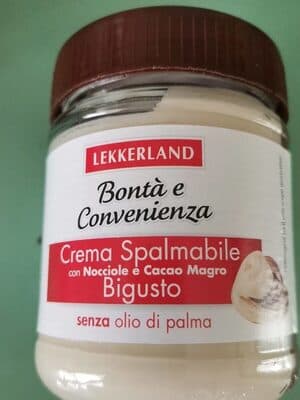 LEKKERLAND
Bontà e
Convenienza
Crema Spalmabile
con Nocciole e Cacao Magro
Bigusto
senza olio di palma